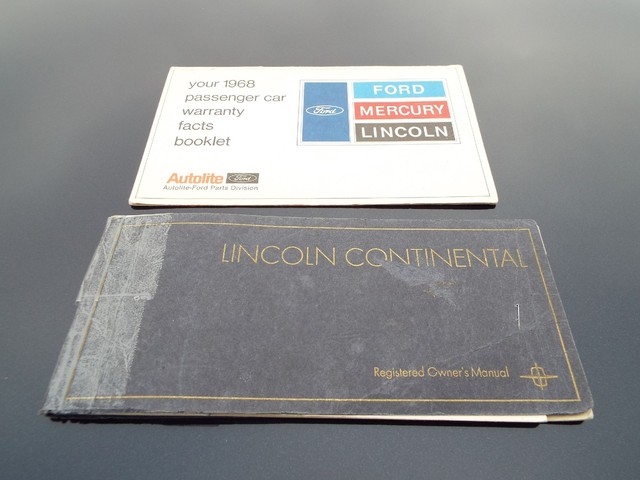 your 1968
passenger car
warranty
facts
booklet
Ford
FORD
MERCURY
LINCOLN
Autolite Ford
Autolite-Ford Parts Division
LINCOLN CONTINENTAL
Registered Owner's Manual